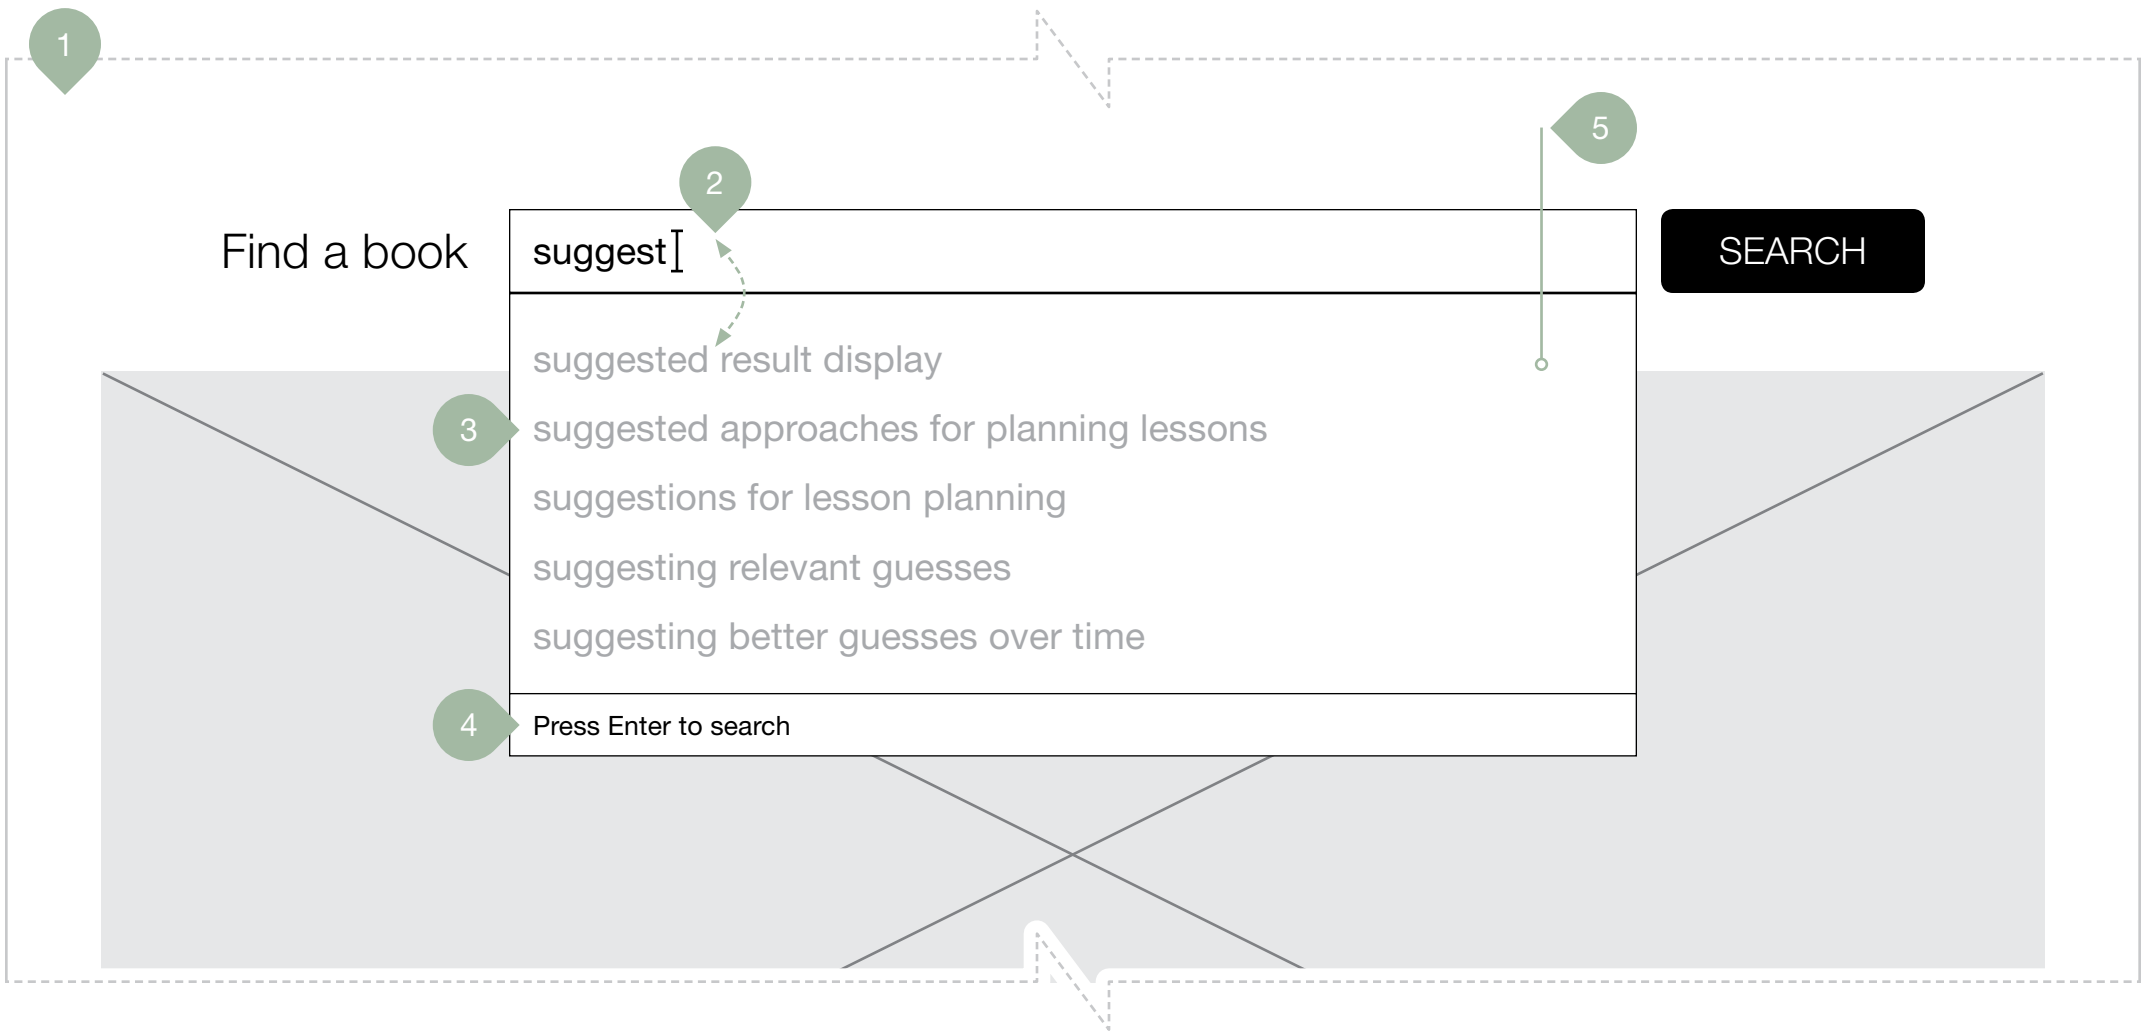 1
5
2
Find a book
suggest
SEARCH
suggested result display
3
suggested approaches for planning lessons
suggestions for lesson planning
suggesting relevant guesses
suggesting better guesses over time
4
Press Enter to search